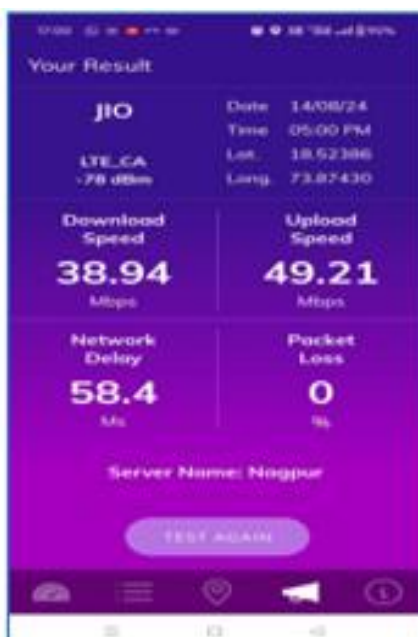 Your Result
JIO
LTE_CA
-78 dBm
Date 14/08/24
Time 05:00 PM
Lat. 18.52386
Long. 73.87430
Download
Speed
38.94
Mbps
Upload
Speed
49.21
Mbps
Network
Delay
58.4
Ms
Packet
Loss
0
%
Server Name: Nagpur
TEST AGAIN